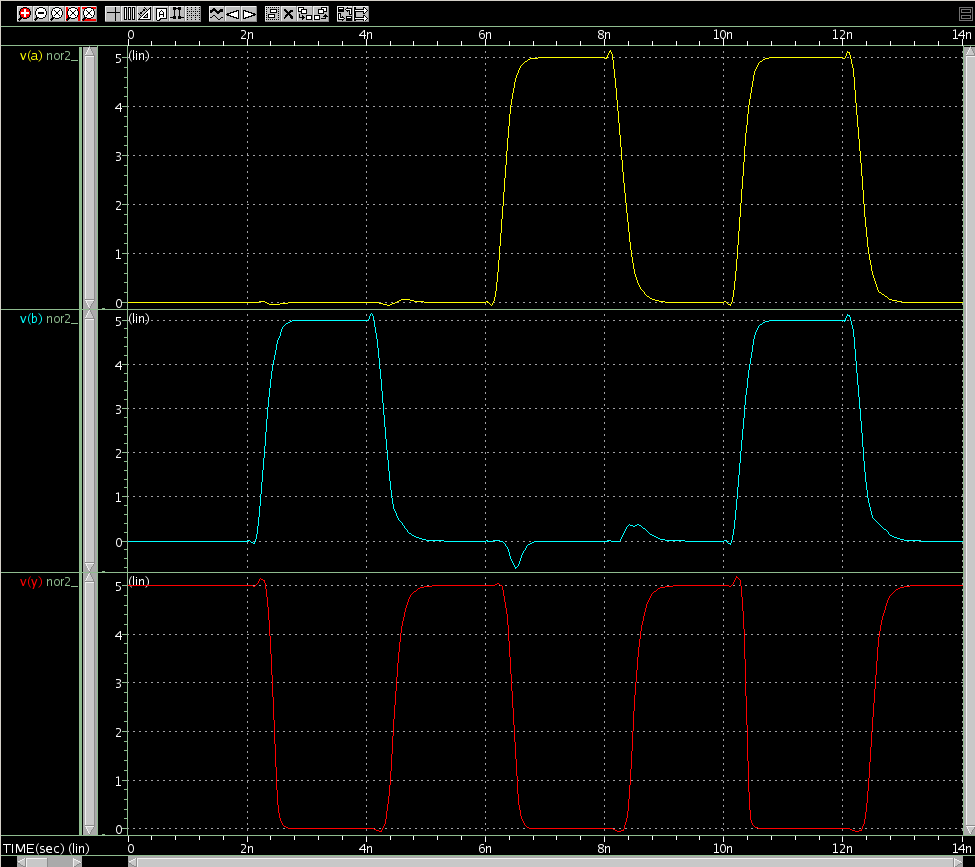 0 2n 4n 6n 8n 10n 12n 14n
v(a) nor2_
(lin)
5
4
3
2
1
0
v(b) nor2_
(lin)
5
4
3
2
1
0
v(y) nor2_
(lin)
5
4
3
2
1
0
TIME(sec) (lin) 0 2n 4n 6n 8n 10n 12n 14n